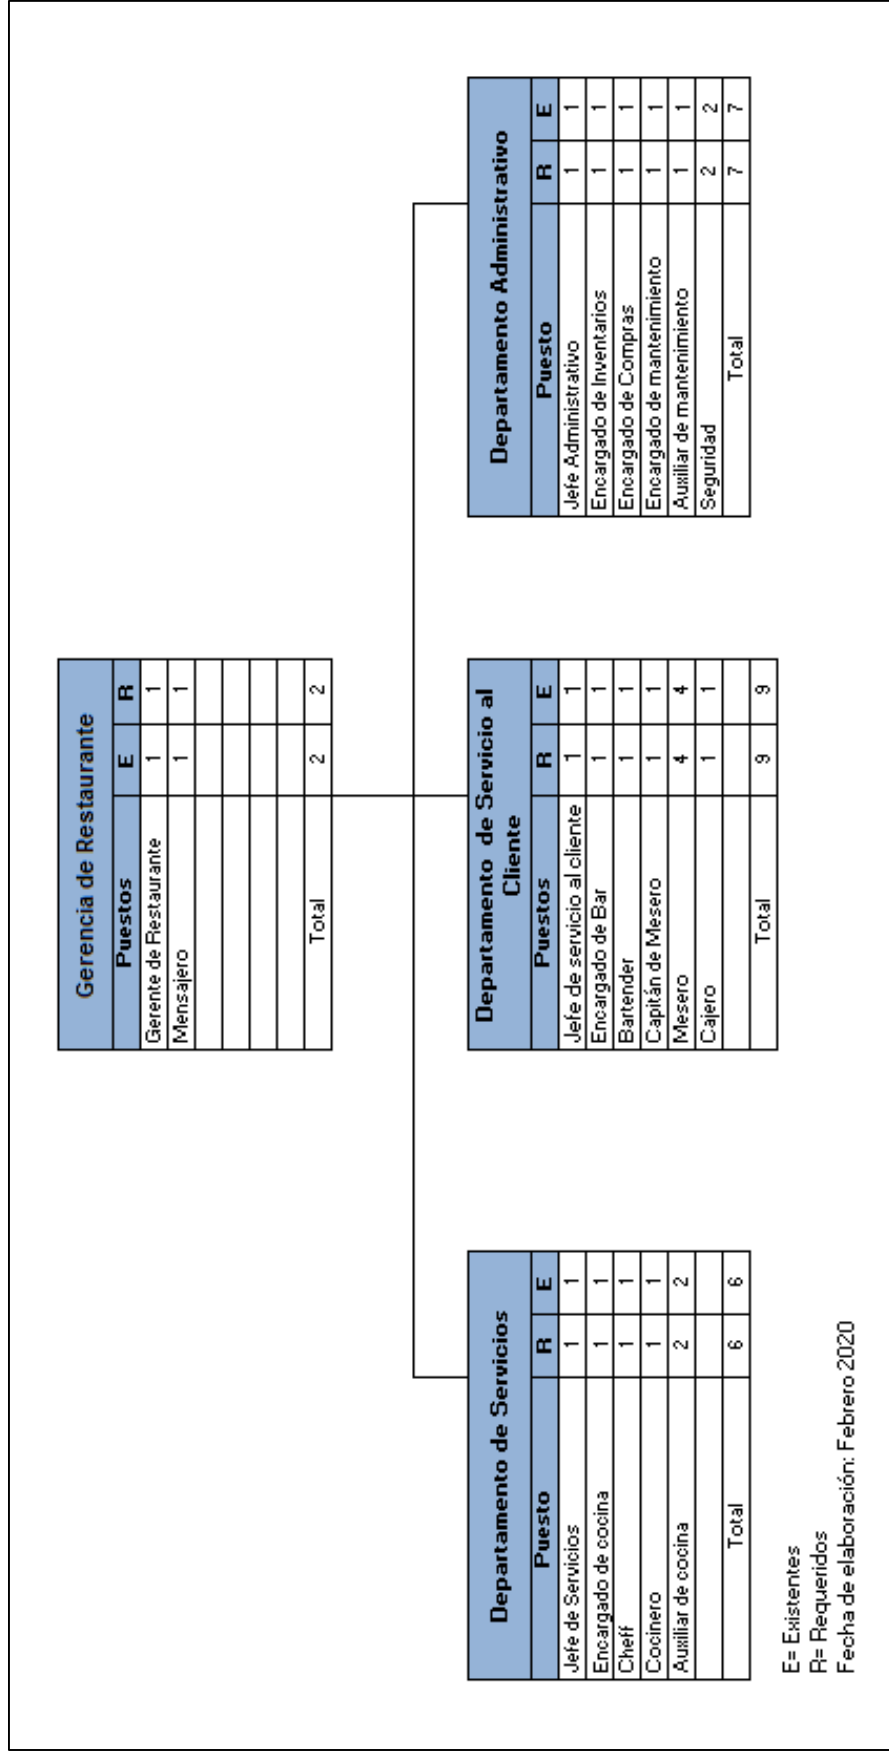 Gerencia de Restaurante
Puestos E R
Gerente de Restaurante 1 1
Mensajero 1 1
Total 2 2
Departamento de Servicios
Puesto R E
Jefe de Servicios 1 1
Encargado de cocina 1 1
Cheff 1 1
Cocinero 1 1
Auxiliar de cocina 2 2
Total 6 6
Departamento de Servicio al
Cliente
Puestos R E
Jefe de servicio al cliente 1 1
Encargado de Bar 1 1
Bartender 1 1
Capitán de Mesero 1 1
Mesero 4 4
Cajero 1 1
Total 9 9
Departamento Administrativo
Puesto R E
Jefe Administrativo 1 1
Encargado de Inventarios 1 1
Encargado de Compras 1 1
Encargado de mantenimiento 1 1
Auxiliar de mantenimiento 1 1
Seguridad 2 2
Total 7 7
E= Existentes
R= Requeridos
Fecha de elaboración: Febrero 2020